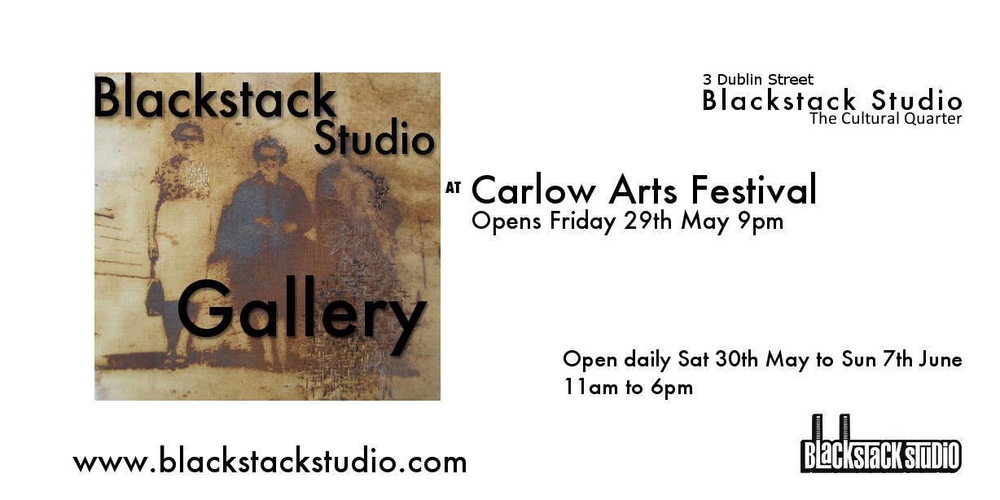 Blackstack
Studio
Gallery
3 Dublin Street
Blackstack Studio
The Cultural Quarter
AT Carlow Arts Festival
Opens Friday 29th May 9pm
Open daily Sat 30th May to Sun 7th June
11am to 6pm
www.blackstackstudio.com
BlackSTACK STUDIO